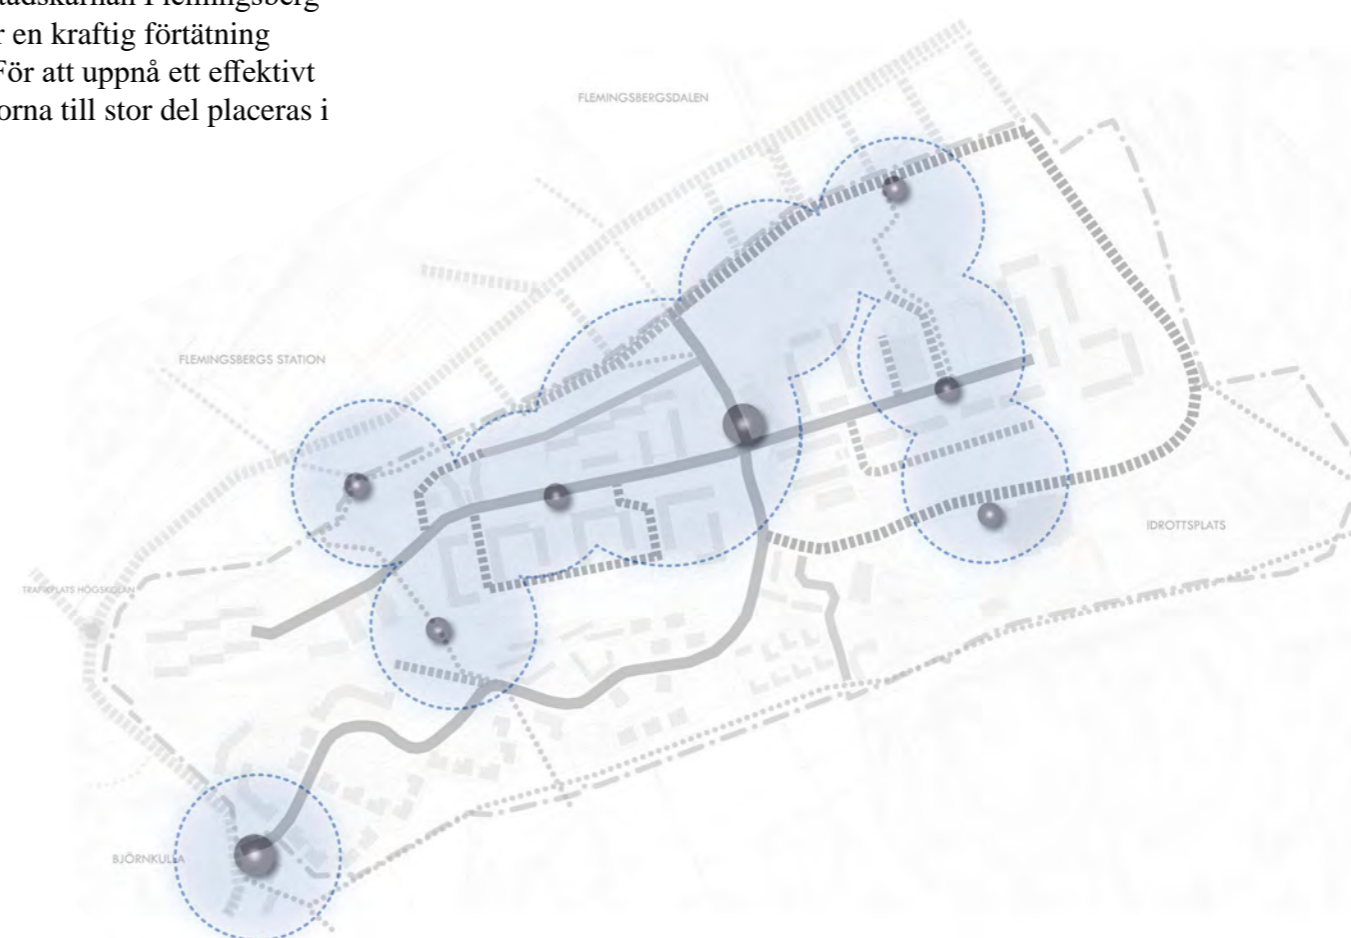 r en kraftig förtätning
För att uppnå ett effektivt
orna till stor del placeras i
FLEMINGSBERGSDALEN
FLEMINGSBERGS STATION
IDROTTSPLATS
TRAFIKPLATS HÖGSKOLAN
BJÖRNKULLA